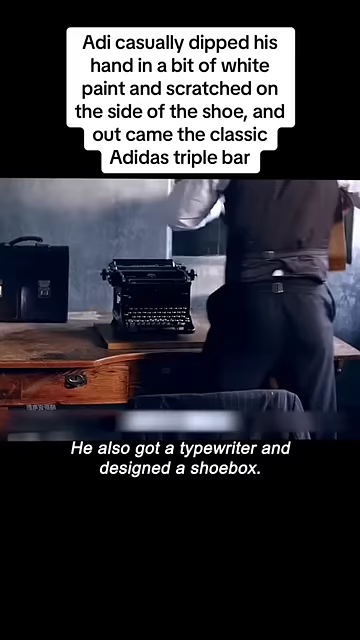 Adi casually dipped his
hand in a bit of white
paint and scratched on
the side of the shoe, and
out came the classic
Adidas triple bar
He also got a typewriter and
designed a shoebox.